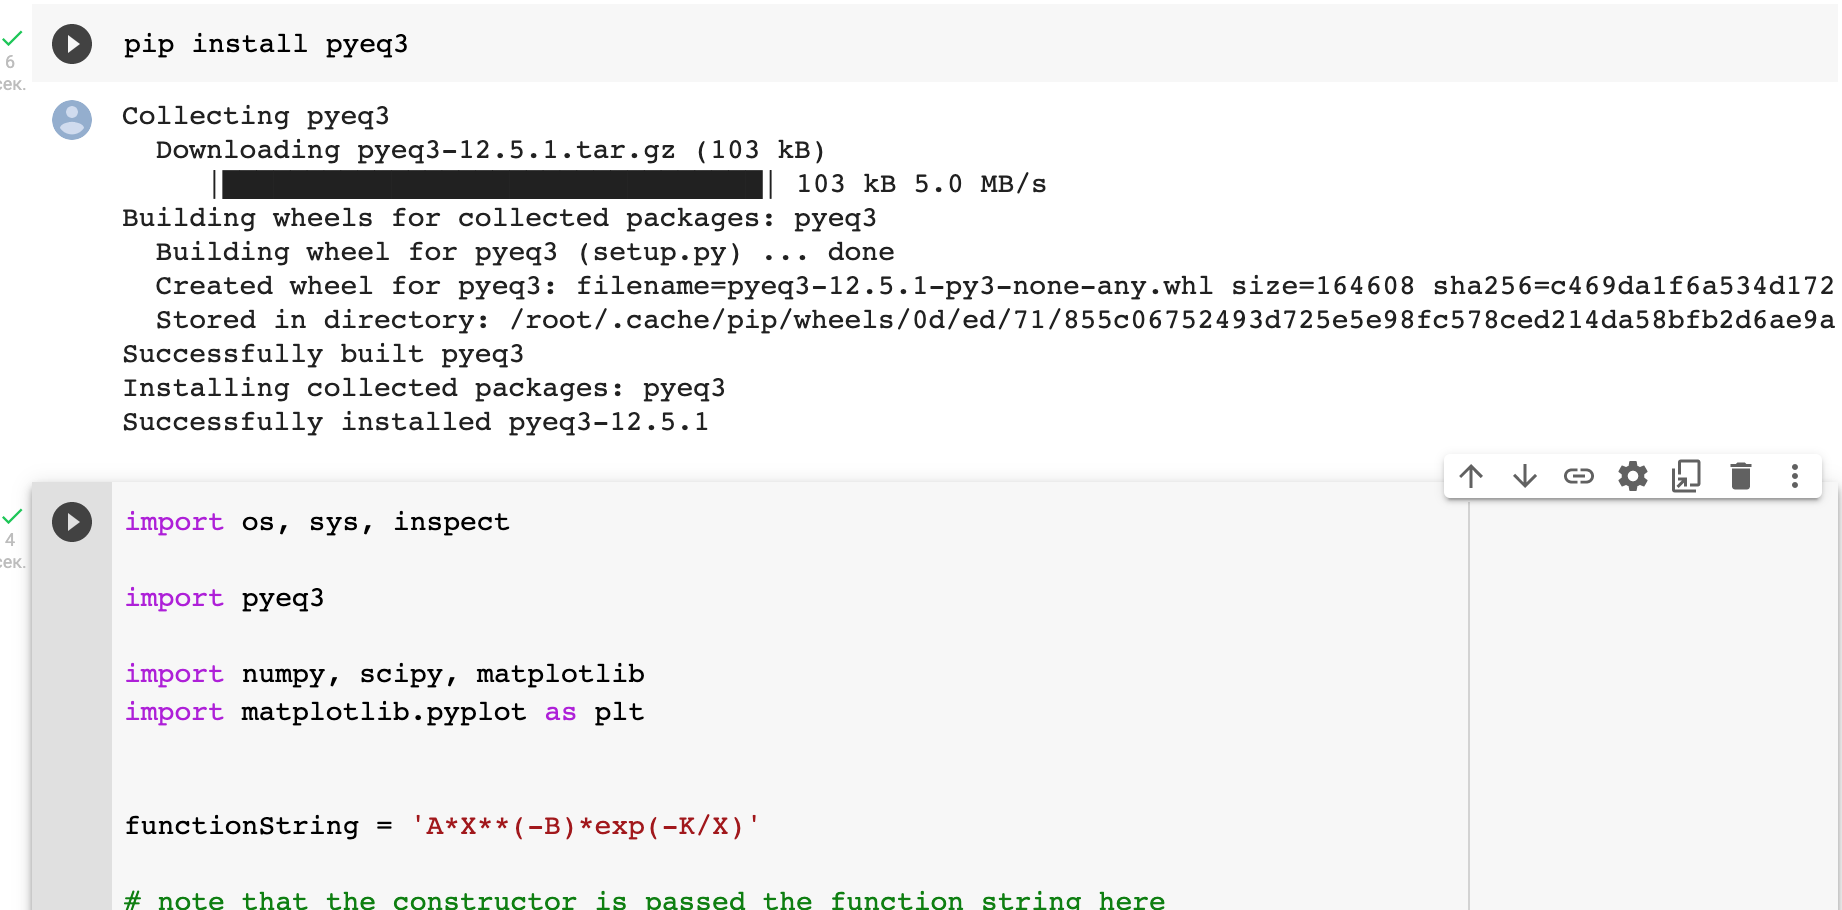 pip install pyeq3
6
сек.
Collecting pyeq3
Downloading pyeq3-12.5.1.tar.gz (103 kB)
|████████████████████████████████| 103 kB 5.0 MB/s
Building wheels for collected packages: pyeq3
Building wheel for pyeq3 (setup.py) ... done
Created wheel for pyeq3: filename=pyeq3-12.5.1-py3-none-any.whl size=164608 sha256=c469da1f6a534d172
Stored in directory: /root/.cache/pip/wheels/0d/ed/71/855c06752493d725e5e98fc578ced214da58bfb2d6ae9a
Successfully built pyeq3
Installing collected packages: pyeq3
Successfully installed pyeq3-12.5.1
4
сек.
import os, sys, inspect
import pyeq3
import numpy, scipy, matplotlib
import matplotlib.pyplot as plt
functionString = 'A*X**(-B)*exp(-K/X)'
# note that the constructor is passed the function string here